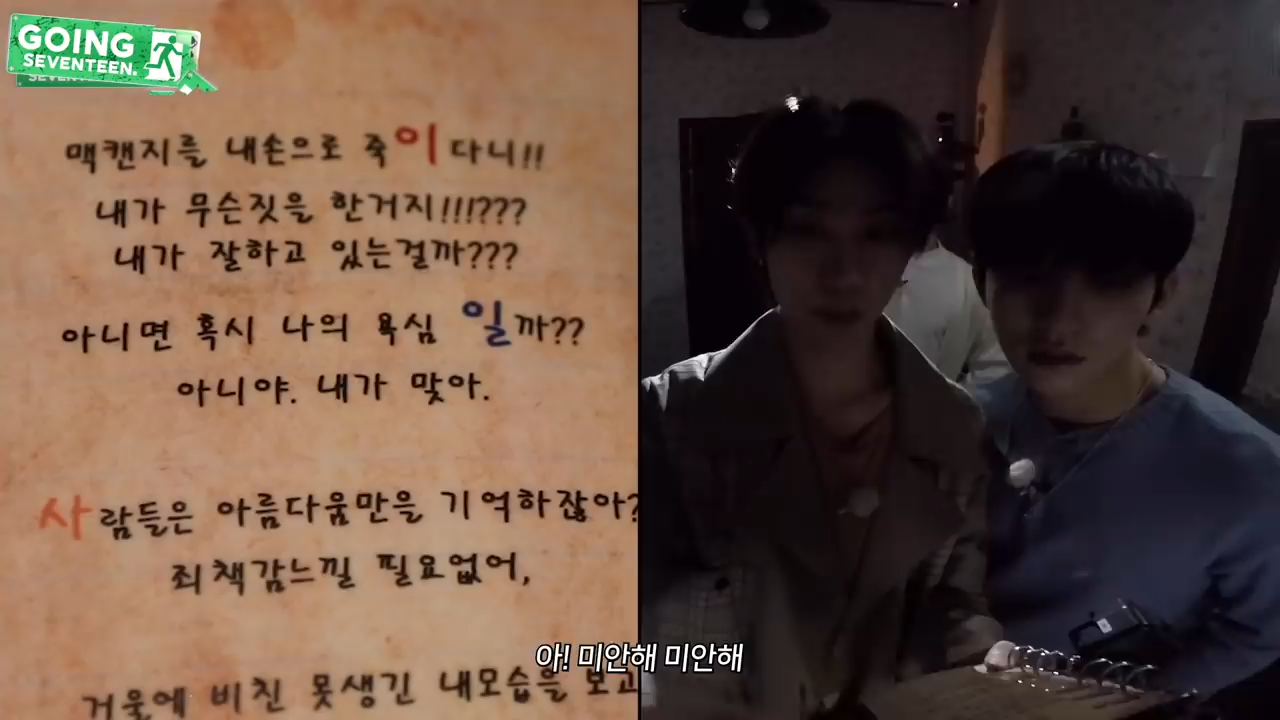 GOING
SEVENTEEN.
맥캔지를 내손으로 죽이다니!!
내가 무슨짓을 한거지!!!???
내가 잘하고 있는걸까???
아니면 혹시 나의 욕심 일까??
아니야. 내가 맞아.
사람들은 아름다움만을 기억하잖아?
죄책감느낄 필요없어,
거울에 비친 못생긴 내모습을 보고
아! 미안해 미안해